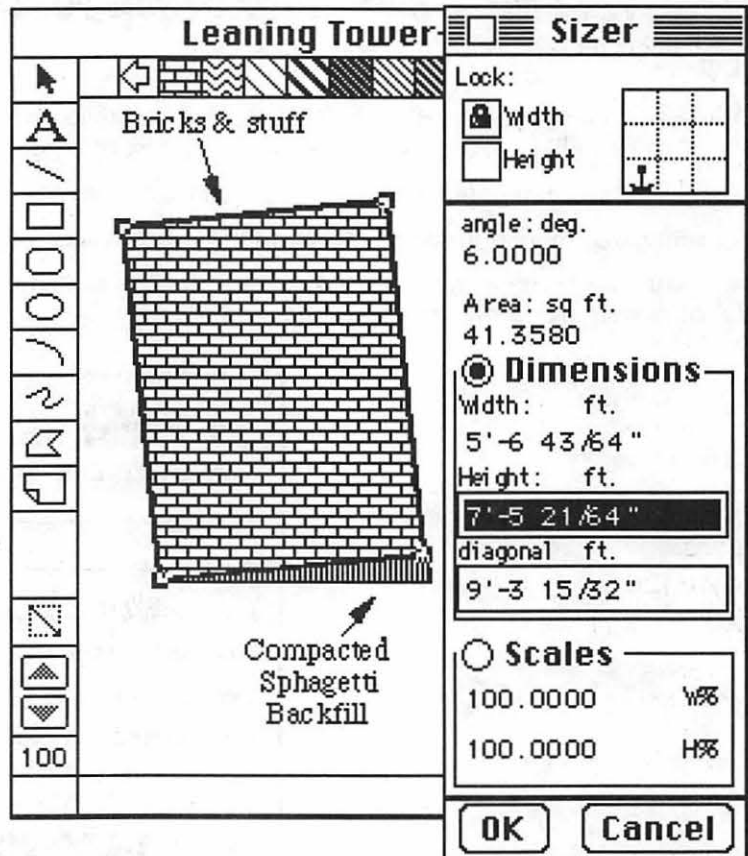 Leaning Tower
Sizer
Lock:
Width
Height
A
Bricks & stuff
angle: deg.
6.0000
Area: sq ft.
41.3580
Dimensions
Width: ft.
5'-6 43/64"
Height: ft.
7'-5 21/64"
diagonal ft.
9'-3 15/32"
Compacted
Sphagetti
Backfill
Scales
100.0000 W%
100.0000 H%
100
OK
Cancel